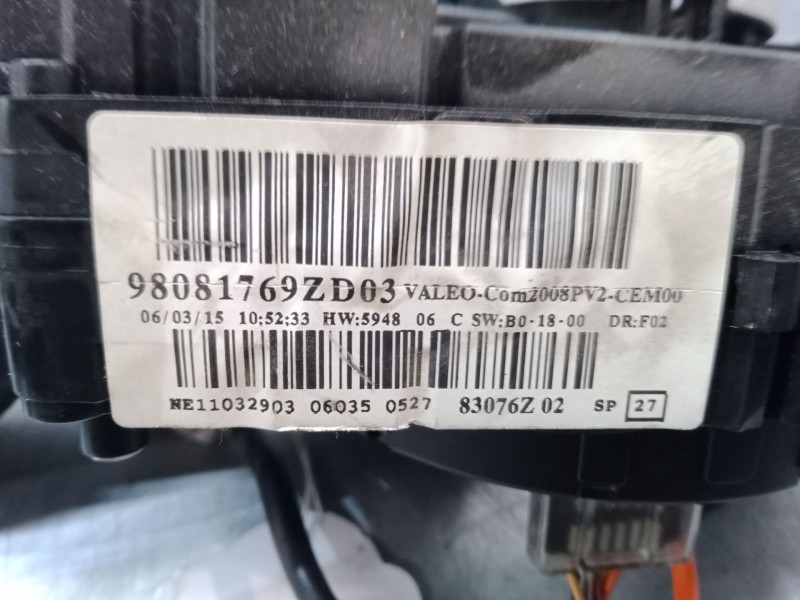 98081769ZD03 VALEO-Com2008PV2-CEM00
06/03/15 10;52;33 HW:5948 06 C SW:B0-18-00 DR:F02
NE11032903 06035 0527 83076Z 02 SP 27